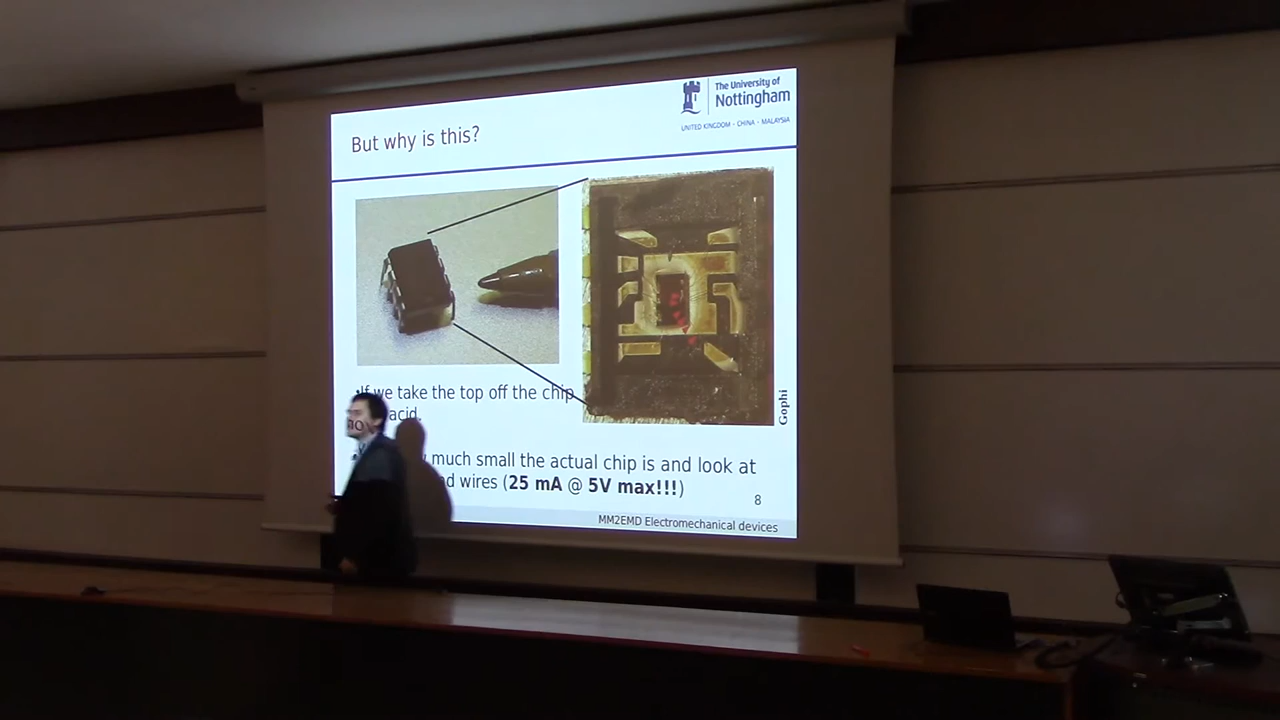 The University of
Nottingham
UNITED KINGDOM - CHINA - MALAYSIA
But why is this?
•If we take the top off the chip
acid.
no
much small the actual chip is and look at
wires (25 mA @ 5V max!!!)
Gophi
8
MM2EMD Electromechanical devices